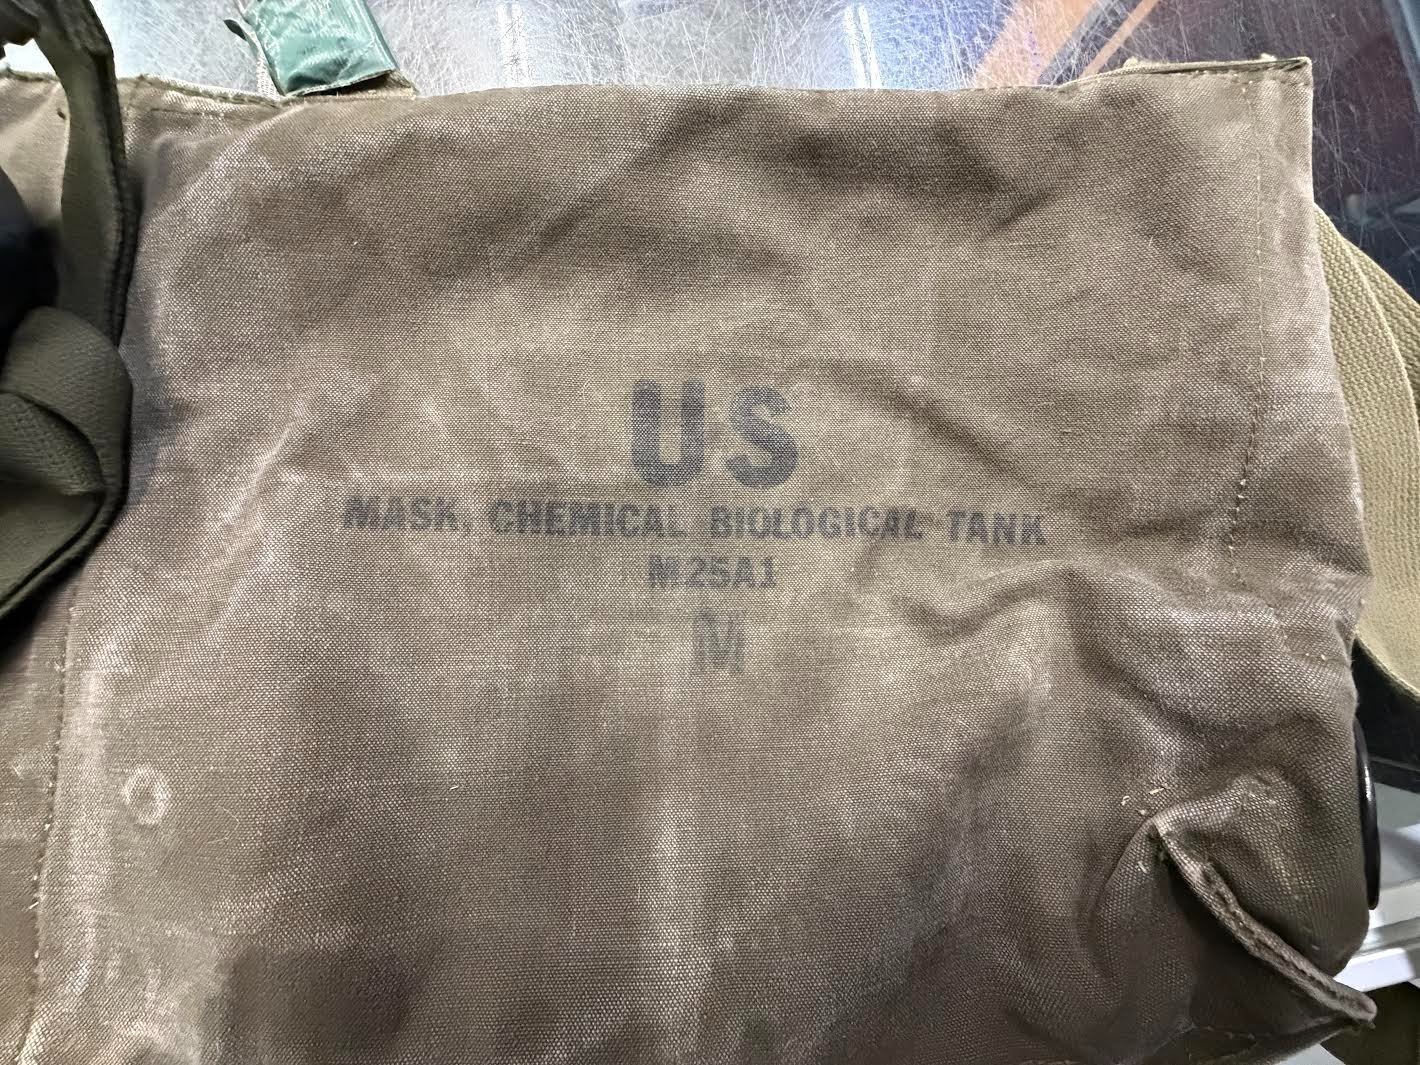 US
MASK, CHEMICAL BIOLOGICAL TANK
M25A1
M